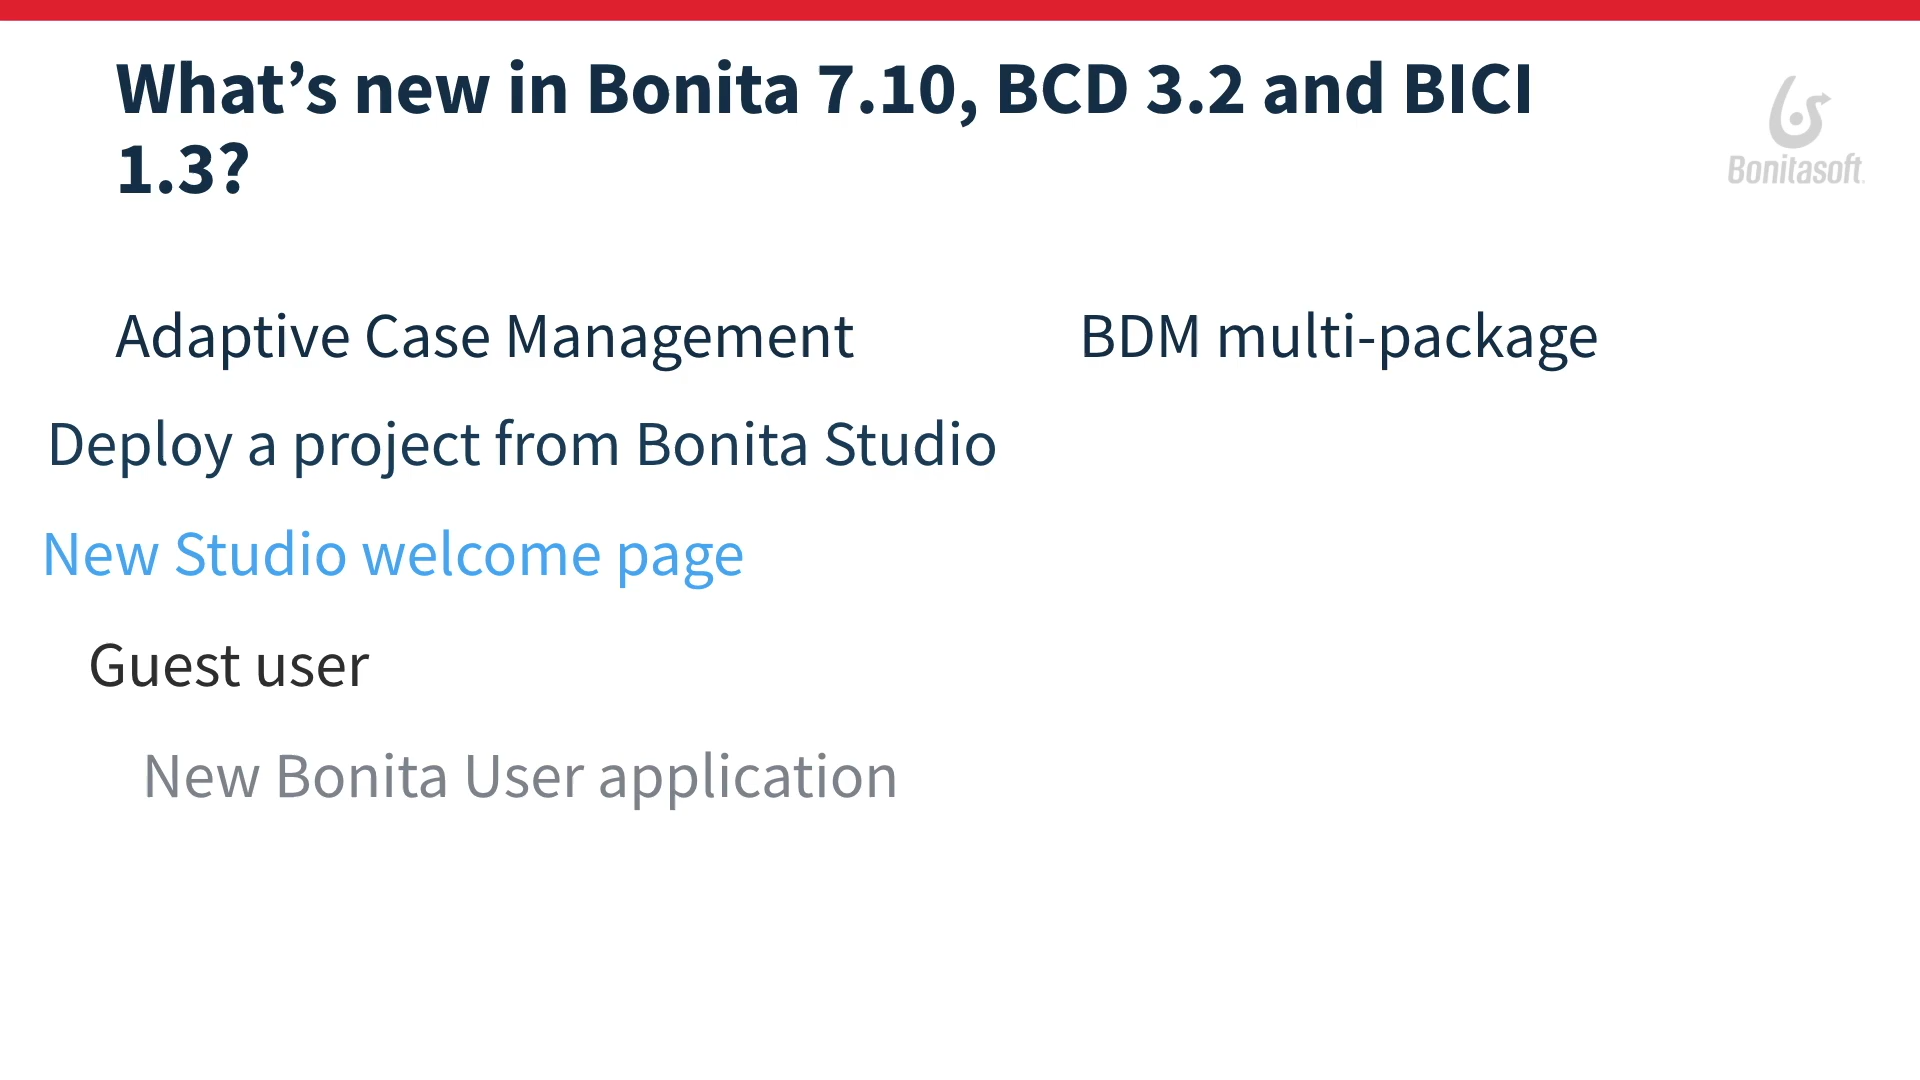 What’s new in Bonita 7.10, BCD 3.2 and BICI
1.3?
Bonitasoft
Adaptive Case Management
BDM multi-package
Deploy a project from Bonita Studio
New Studio welcome page
Guest user
New Bonita User application